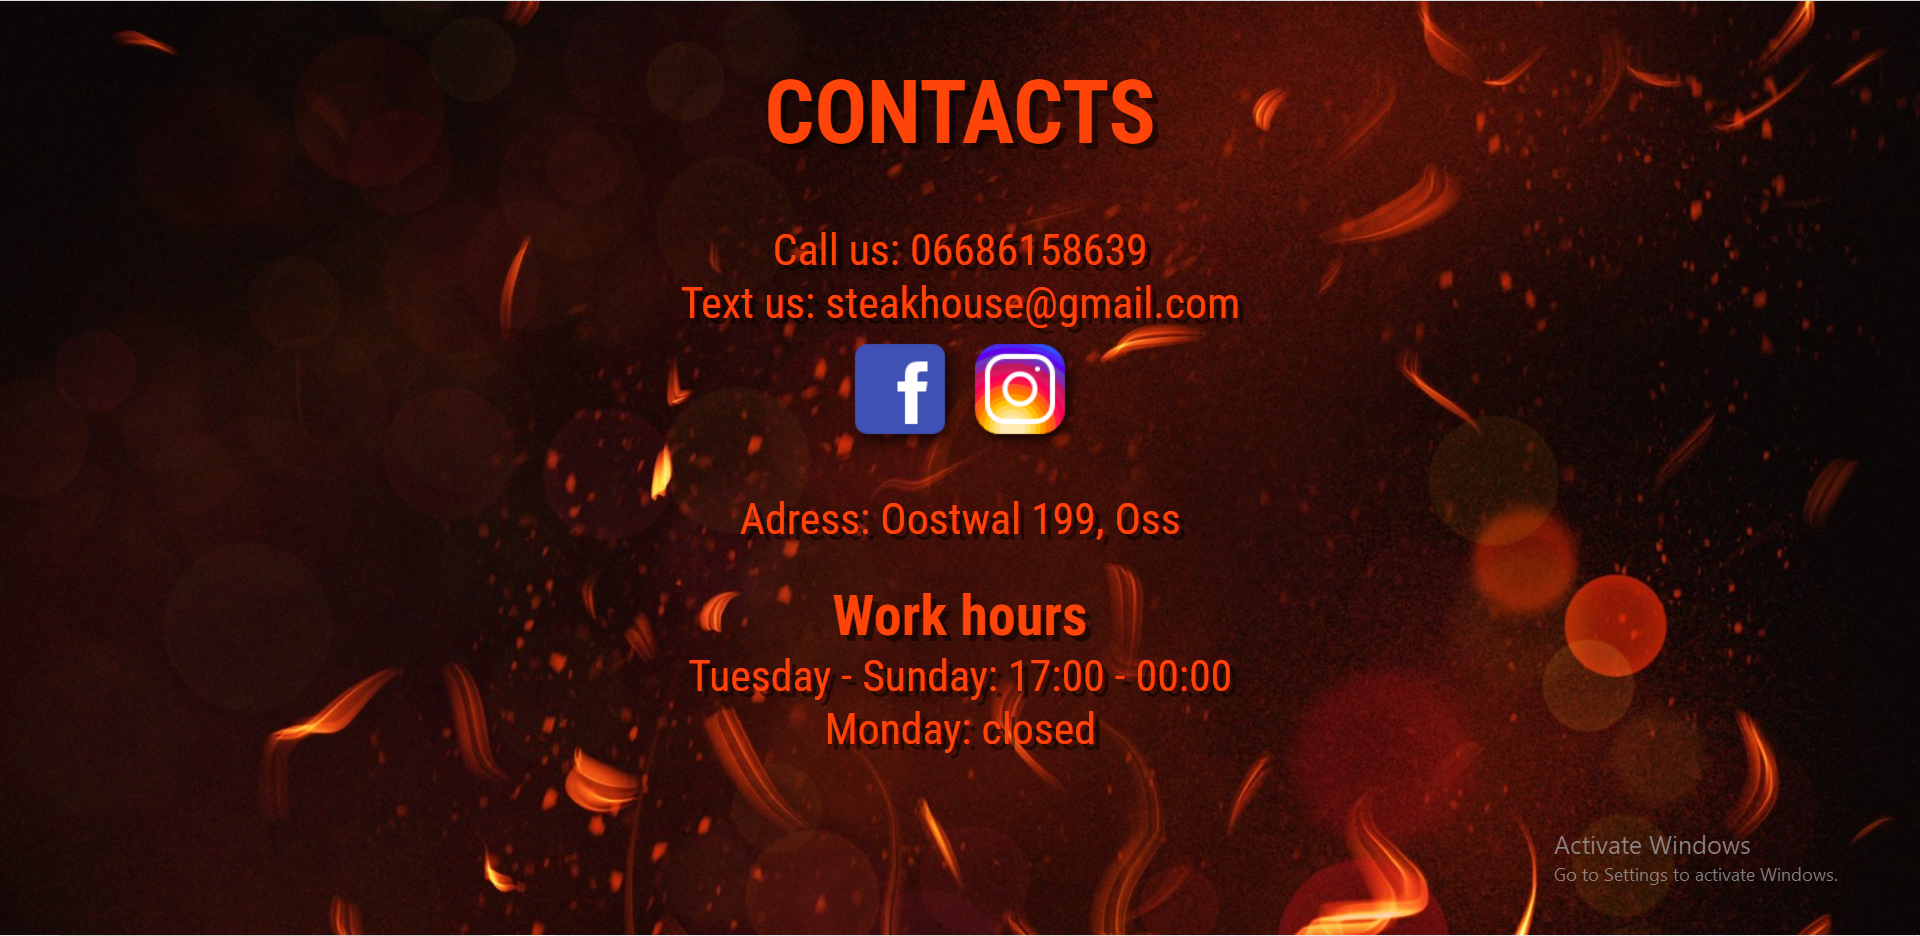 CONTACTS
Call us: 06686158639
Text us: steakhouse@gmail.com
f
Adress: Oostwal 199, Oss
Work hours
Tuesday - Sunday: 17:00 - 00:00
Monday: closed
Activate Windows
Go to Settings to activate Windows.